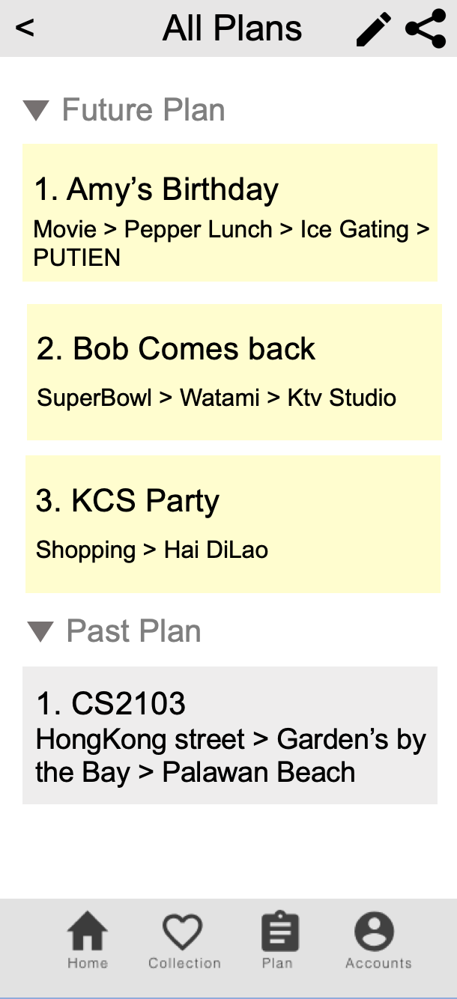 < All Plans
Future Plan
1. Amy’s Birthday
Movie > Pepper Lunch > Ice Gating >
PUTIEN
2. Bob Comes back
SuperBowl > Watami > Ktv Studio
3. KCS Party
Shopping > Hai DiLao
Past Plan
1. CS2103
HongKong street > Garden’s by
the Bay > Palawan Beach
Home Collection Plan Accounts